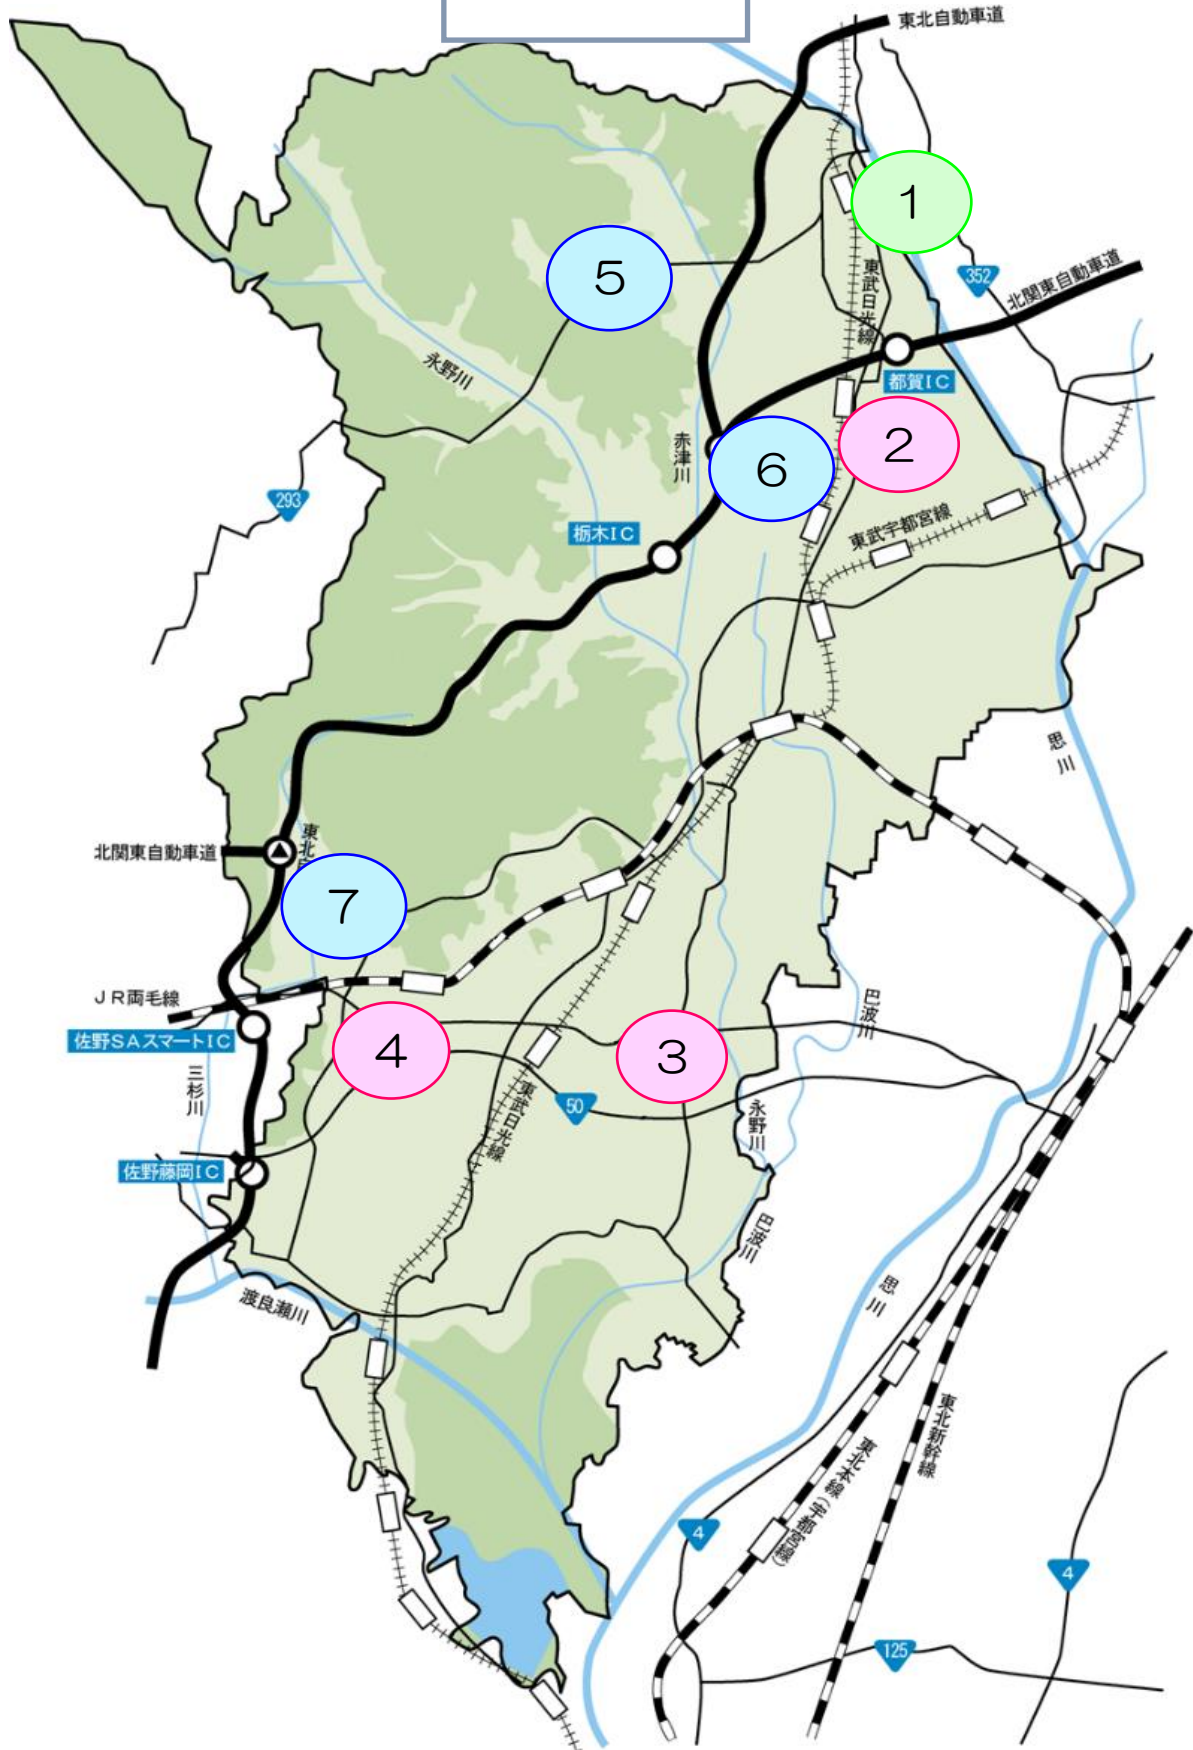 東北自動車道
1
352
北関東自動車道
5
東武日光線
都賀IC
永野川
2
赤津川
6
293
栃木IC
東武宇都宮線
思川
北関東自動車道
7
JR両毛線
巴波川
佐野SAスマートIC
4
3
三杉川
50
東武日光線
永野川
佐野藤岡IC
巴波川
思川
渡良瀬川
東北新幹線
東北本線(宇都宮線)
4
4
125